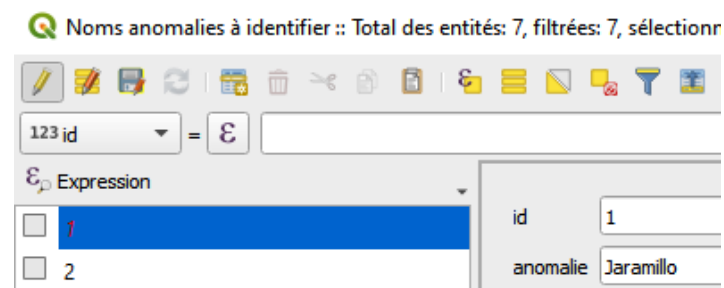 Noms anomalies à identifier :: Total des entités: 7, filtrées: 7, sélectionn
123 id = ε
ε Expression
1
2
id 1
anomalie Jaramillo